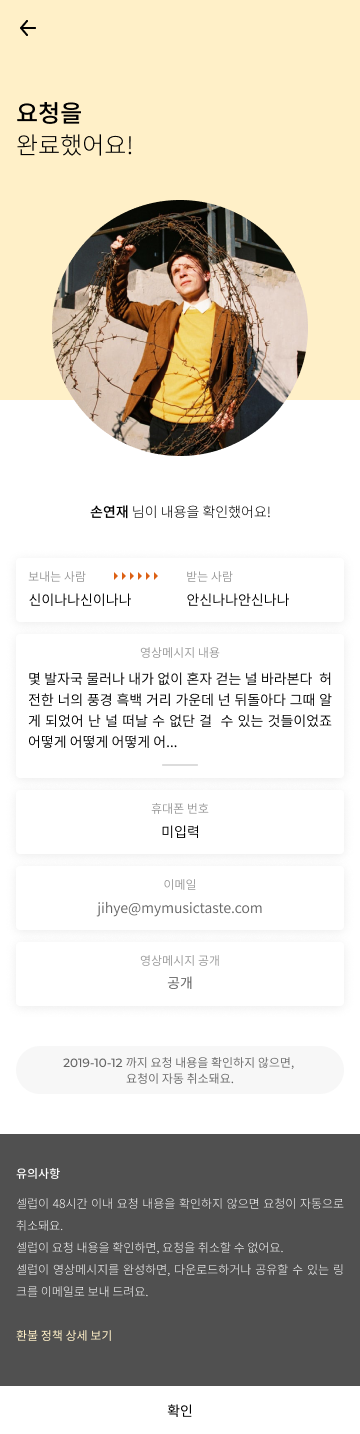 요청을
완료했어요!
손연재 님이 내용을 확인했어요!
보내는 사람
받는 사람
신이나나신이나나
안신나나안신나나
영상메시지 내용
몇 발자국 물러나 내가 없이 혼자 걷는 널 바라본다  허
전한 너의 풍경 흑백 거리 가운데 넌 뒤돌아다 그때 알
게 되었어 난 널 떠날 수 없단 걸  수 있는 것들이었죠
어떻게 어떻게 어떻게 어...
휴대폰 번호
미입력
이메일
jihye@mymusictaste.com
영상메시지 공개
공개
2019-10-12 까지 요청 내용을 확인하지 않으면,
요청이 자동 취소돼요.
유의사항
셀럽이 48시간 이내 요청 내용을 확인하지 않으면 요청이 자동으로
취소돼요.
셀럽이 요청 내용을 확인하면, 요청을 취소할 수 없어요.
셀럽이 영상메시지를 완성하면, 다운로드하거나 공유할 수 있는 링
크를 이메일로 보내 드려요.
환불 정책 상세 보기
확인